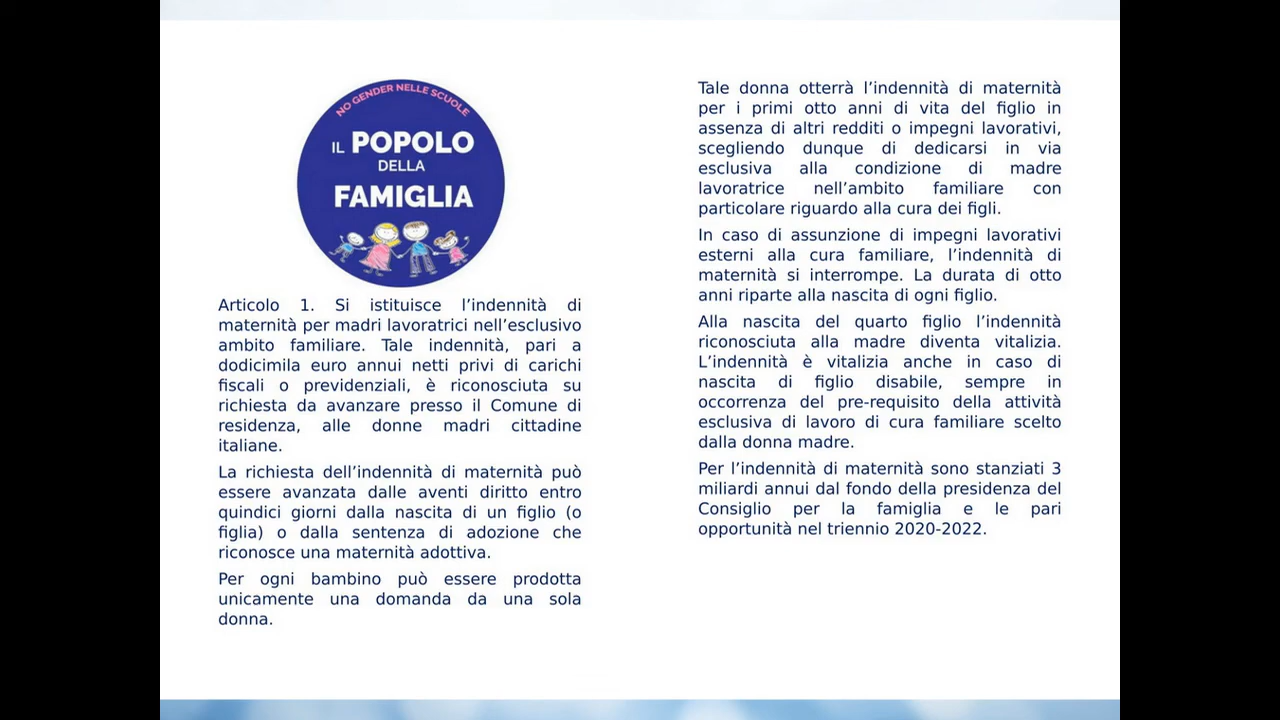 NO GENDER NELLE SCUOLE
IL POPOLO
DELLA
FAMIGLIA
Articolo 1. Si istituisce l’indennità di
maternità per madri lavoratrici nell’esclusivo
ambito familiare. Tale indennità, pari a
dodicimila euro annui netti privi di carichi
fiscali o previdenziali, è riconosciuta su
richiesta da avanzare presso il Comune di
residenza, alle donne madri cittadine
italiane.
La richiesta dell’indennità di maternità può
essere avanzata dalle aventi diritto entro
quindici giorni dalla nascita di un figlio (o
figlia) o dalla sentenza di adozione che
riconosce una maternità adottiva.
Per ogni bambino può essere prodotta
unicamente una domanda da una sola
donna.
Tale donna otterrà l’indennità di maternità
per i primi otto anni di vita del figlio in
assenza di altri redditi o impegni lavorativi,
scegliendo dunque di dedicarsi in via
esclusiva alla condizione di madre
lavoratrice nell’ambito familiare con
particolare riguardo alla cura dei figli.
In caso di assunzione di impegni lavorativi
esterni alla cura familiare, l’indennità di
maternità si interrompe. La durata di otto
anni riparte alla nascita di ogni figlio.
Alla nascita del quarto figlio l’indennità
riconosciuta alla madre diventa vitalizia.
L’indennità è vitalizia anche in caso di
nascita di figlio disabile, sempre in
occorrenza del pre-requisito della attività
esclusiva di lavoro di cura familiare scelto
dalla donna madre.
Per l’indennità di maternità sono stanziati 3
miliardi annui dal fondo della presidenza del
Consiglio per la famiglia e le pari
opportunità nel triennio 2020-2022.